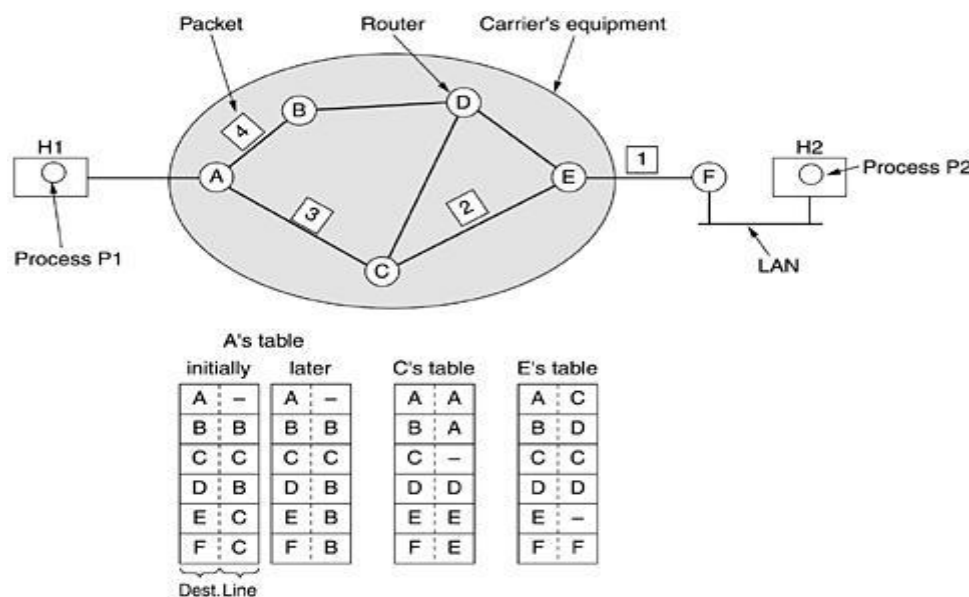 Packet Router Carrier's equipment
B D
4
H1 1 H2
A E F Process P2
3 2
Process P1 C LAN
A's table
initially later C's table E's table
A – A – A A A C
B B B B B A B D
C C C C C – C C
D B D B D D D D
E C E B E E E –
F C F B F E F F
Dest. Line